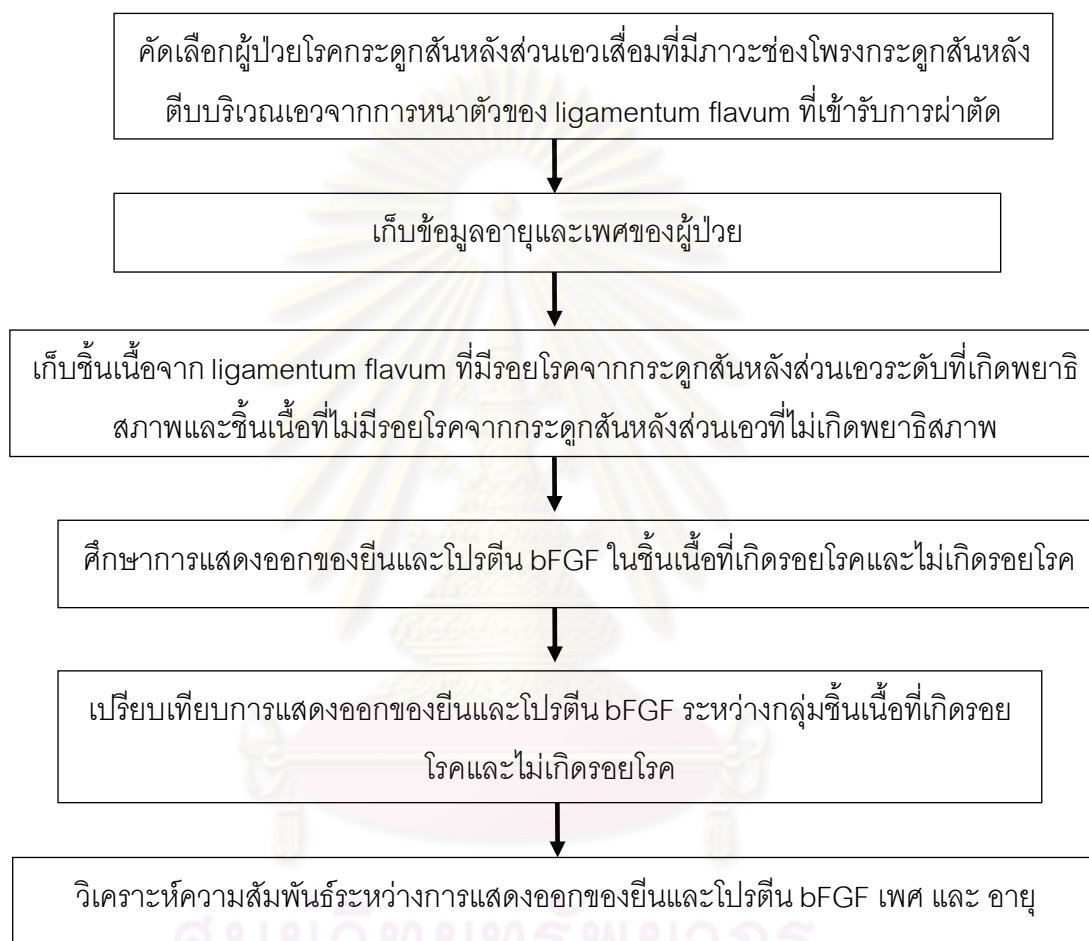 คัดเลือกผู้ป่วยโรคกระดูกสันหลังส่วนเอวเสื่อมที่มีภาวะช่องโพรงกระดูกสันหลัง
ตีบบริเวณเอวจากการหนาตัวของ ligamentum flavum ที่เข้ารับการผ่าตัด
เก็บข้อมูลอายุและเพศของผู้ป่วย
เก็บชิ้นเนื้อจาก ligamentum flavum ที่มีรอยโรคจากกระดูกสันหลังส่วนเอวระดับที่เกิดพยาธิ
สภาพและชิ้นเนื้อที่ไม่มีรอยโรคจากกระดูกสันหลังส่วนเอวที่ไม่เกิดพยาธิสภาพ
ศึกษาการแสดงออกของยีนและโปรตีน bFGF ในชิ้นเนื้อที่เกิดรอยโรคและไม่เกิดรอยโรค
เปรียบเทียบการแสดงออกของยีนและโปรตีน bFGF ระหว่างกลุ่มชิ้นเนื้อที่เกิดรอย
โรคและไม่เกิดรอยโรค
วิเคราะห์ความสัมพันธ์ระหว่างการแสดงออกของยีนและโปรตีน bFGF เพศ และ อายุ